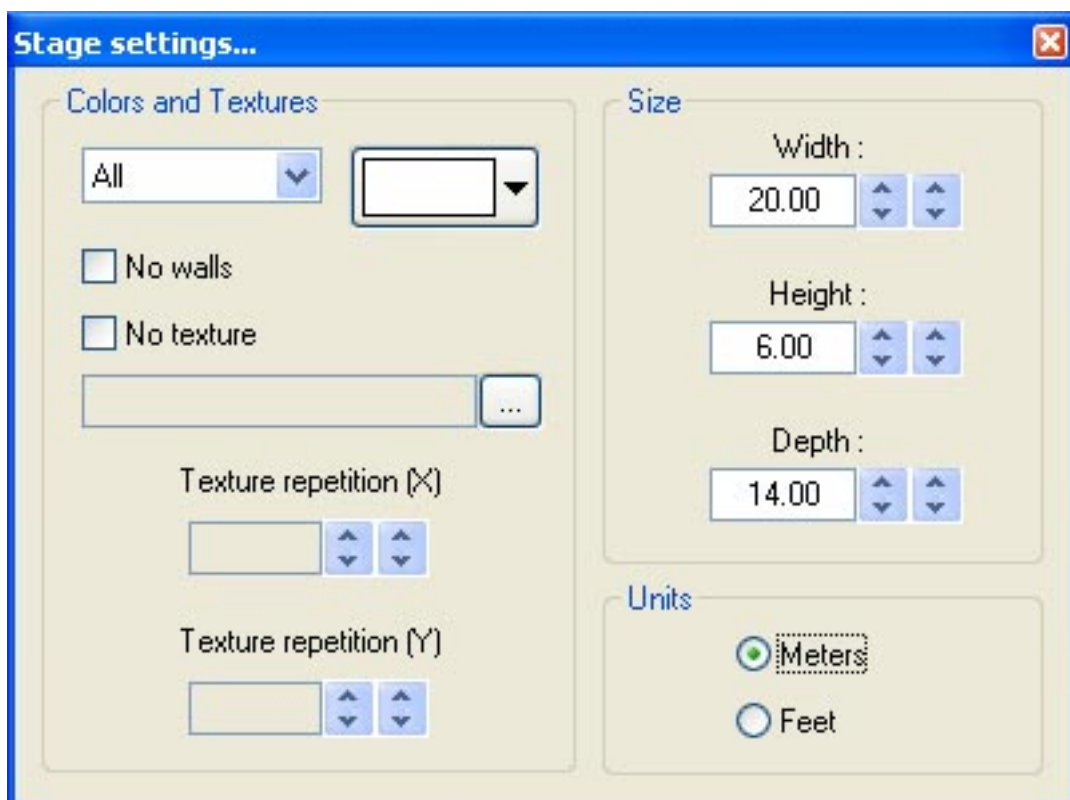 Stage settings...
Colors and Textures
All
No walls
No texture
...
Texture repetition (X)
Texture repetition (Y)
Size
Width :
20.00
Height :
6.00
Depth :
14.00
Units
Meters
Feet